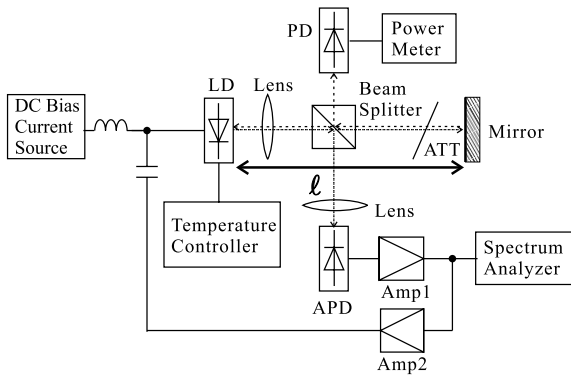 PD
Power
Meter
LD
Lens
Beam
Splitter
DC Bias
Current
Source
Mirror
ATT
ℓ
Lens
Temperature
Controller
Spectrum
Analyzer
APD
Amp1
Amp2